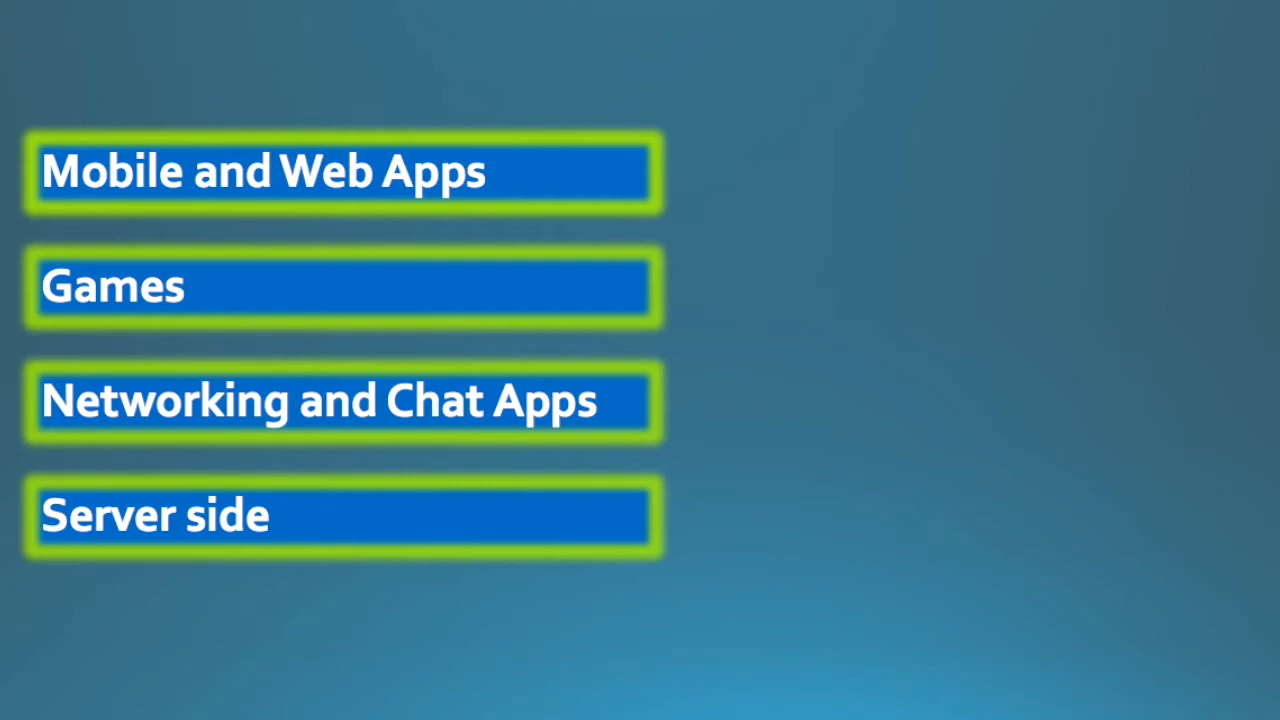 Mobile and Web Apps
Games
Networking and Chat Apps
Server side